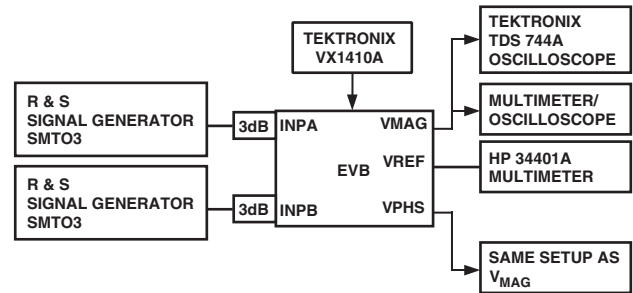 TEKTRONIX
VX1410A
TEKTRONIX
TDS 744A
OSCILLOSCOPE
MULTIMETER/
OSCILLOSCOPE
R & S
SIGNAL GENERATOR
SMTO3
3dB
INPA
VMAG
EVB
VREF
HP 34401A
MULTIMETER
R & S
SIGNAL GENERATOR
SMTO3
3dB
INPB
VPHS
SAME SETUP AS
VMAG